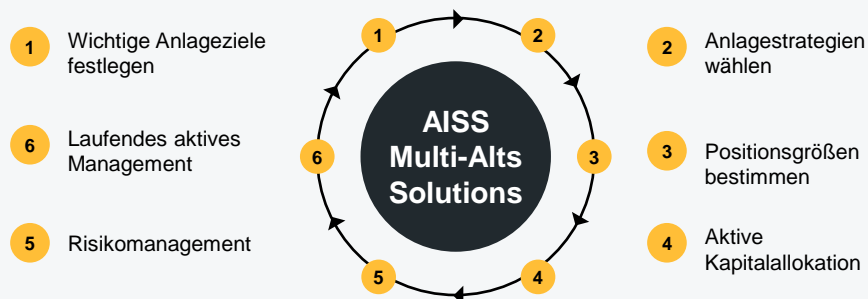 1 Wichtige Anlageziele
festlegen
6 Laufendes aktives
Management
5 Risikomanagement
1
2
3
4
5
6
AISS
Multi-Alts
Solutions
2 Anlagestrategien
wählen
3 Positionsgrößen
bestimmen
4 Aktive
Kapitalallokation